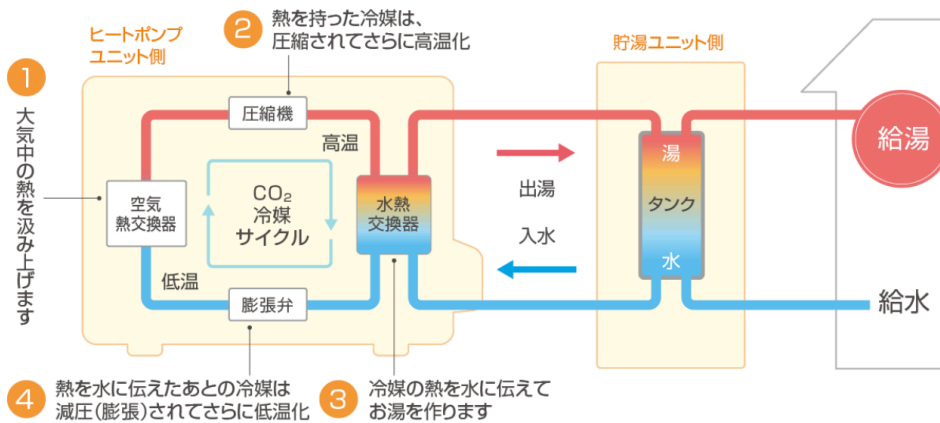 ヒートポンプ
ユニット側
1
大気中の熱を汲み上げます
2
熱を持った冷媒は、
圧縮されてさらに高温化
圧縮機
高温
空気
熱交換器
CO₂
冷媒
サイクル
水熱
交換器
低温
膨張弁
4
熱を水に伝えたあとの冷媒は
減圧(膨張)されてさらに低温化
3
冷媒の熱を水に伝えて
お湯を作ります
出湯
入水
貯湯ユニット側
湯
タンク
水
給湯
給水